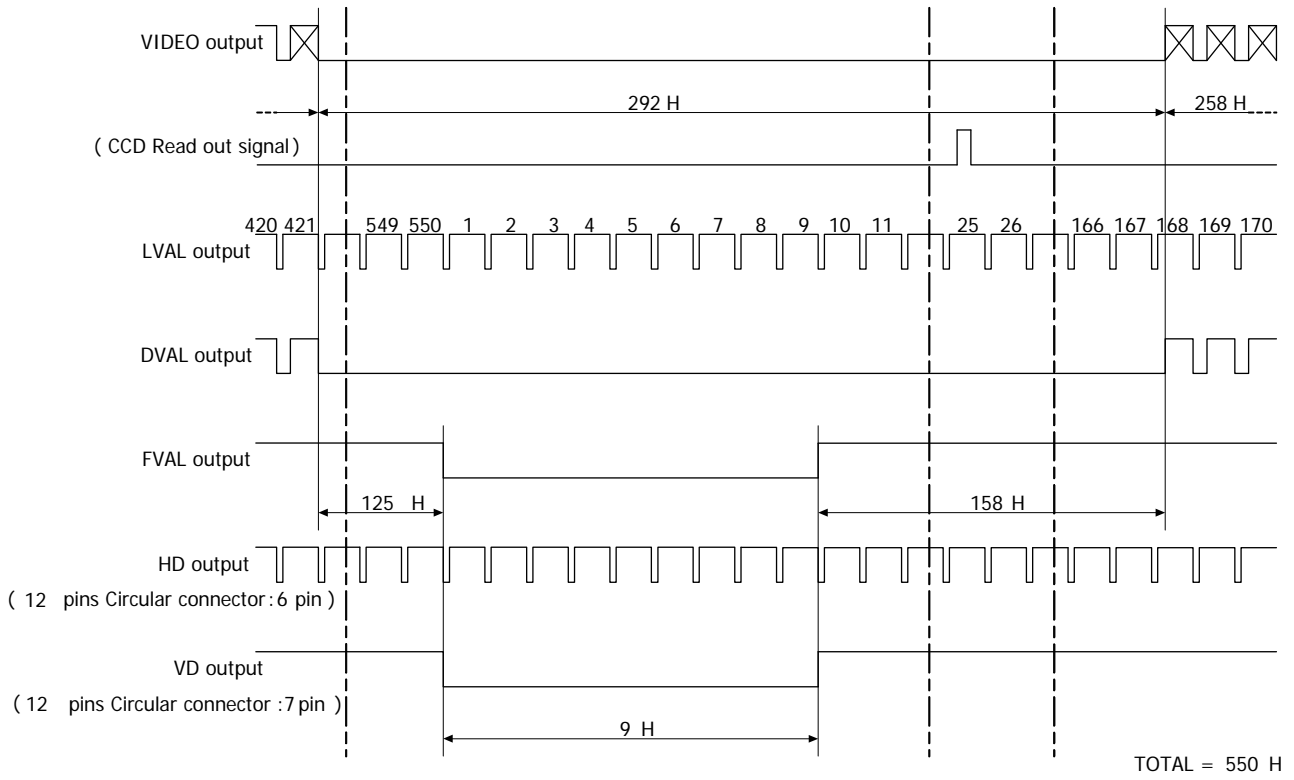 VIDEO output
292 H
258 H
( CCD Read out signal)
420 421 549 550 1 2 3 4 5 6 7 8 9 10 11 25 26 166 167 168 169 170
LVAL output
DVAL output
FVAL output
125 H
158 H
HD output
( 12 pins Circular connector : 6 pin )
VD output
( 12 pins Circular connector : 7 pin )
9 H
TOTAL = 550 H